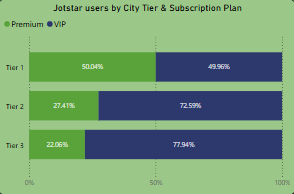 Jotstar users by City Tier & Subscription Plan
Premium VIP
Tier 1 50.04% 49.96%
Tier 2 27.41% 72.59%
Tier 3 22.06% 77.94%
0% 50% 100%